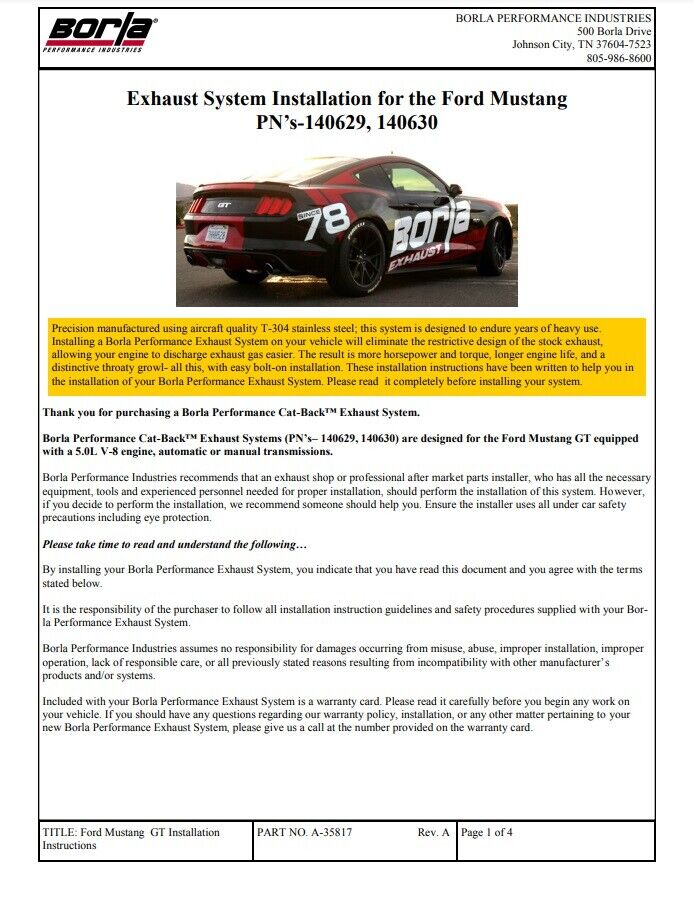 BORLA®
PERFORMANCE INDUSTRIES
BORLA PERFORMANCE INDUSTRIES
500 Borla Drive
Johnson City, TN 37604-7523
805-986-8600
Exhaust System Installation for the Ford Mustang
PN’s-140629, 140630
GT
SINCE
78
BORLA
EXHAUST
Precision manufactured using aircraft quality T-304 stainless steel; this system is designed to endure years of heavy use.
Installing a Borla Performance Exhaust System on your vehicle will eliminate the restrictive design of the stock exhaust,
allowing your engine to discharge exhaust gas easier. The result is more horsepower and torque, longer engine life, and a
distinctive throaty growl- all this, with easy bolt-on installation. These installation instructions have been written to help you in
the installation of your Borla Performance Exhaust System. Please read it completely before installing your system.
Thank you for purchasing a Borla Performance Cat-Back™ Exhaust System.
Borla Performance Cat-Back™ Exhaust Systems (PN’s– 140629, 140630) are designed for the Ford Mustang GT equipped
with a 5.0L V-8 engine, automatic or manual transmissions.
Borla Performance Industries recommends that an exhaust shop or professional after market parts installer, who has all the necessary
equipment, tools and experienced personnel needed for proper installation, should perform the installation of this system. However,
if you decide to perform the installation, we recommend someone should help you. Ensure the installer uses all under car safety
precautions including eye protection.
Please take time to read and understand the following…
By installing your Borla Performance Exhaust System, you indicate that you have read this document and you agree with the terms
stated below.
It is the responsibility of the purchaser to follow all installation instruction guidelines and safety procedures supplied with your Bor-
la Performance Exhaust System.
Borla Performance Industries assumes no responsibility for damages occurring from misuse, abuse, improper installation, improper
operation, lack of responsible care, or all previously stated reasons resulting from incompatibility with other manufacturer’s
products and/or systems.
Included with your Borla Performance Exhaust System is a warranty card. Please read it carefully before you begin any work on
your vehicle. If you should have any questions regarding our warranty policy, installation, or any other matter pertaining to your
new Borla Performance Exhaust System, please give us a call at the number provided on the warranty card.
TITLE: Ford Mustang GT Installation
Instructions
PART NO. A-35817
Rev. A
Page 1 of 4